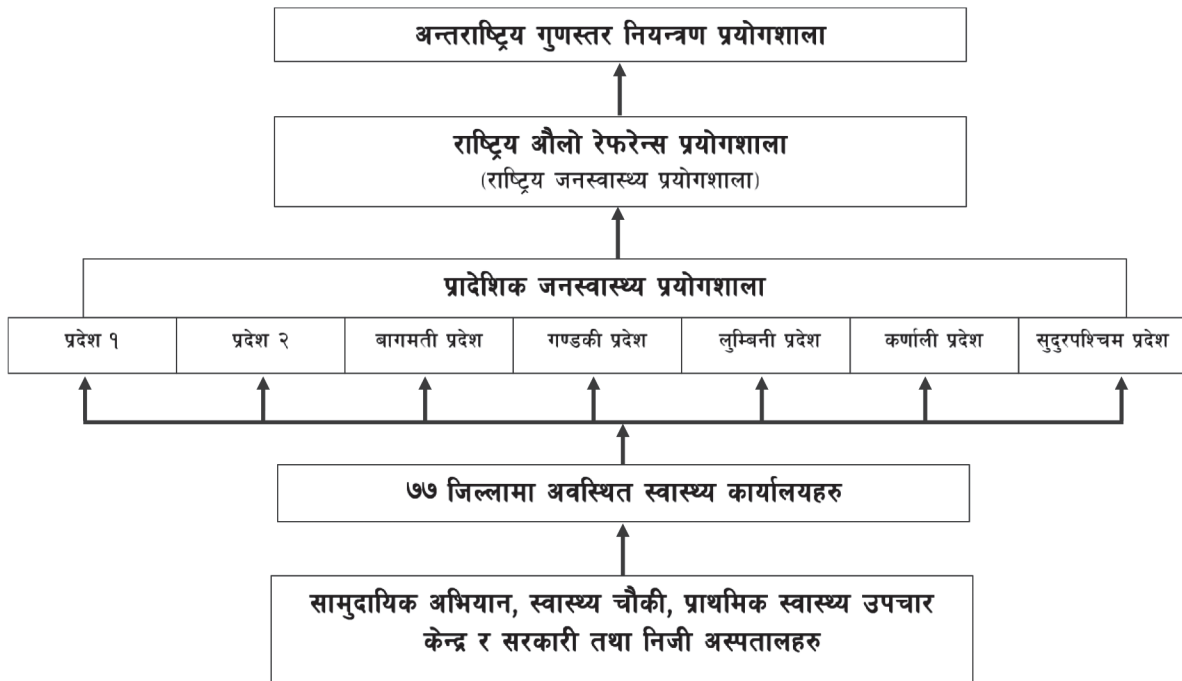 अन्तराष्ट्रिय गुणस्तर नियन्त्रण प्रयोगशाला
राष्ट्रिय औलो रेफरेन्स प्रयोगशाला
(राष्ट्रिय जनस्वास्थ्य प्रयोगशाला)
प्रादेशिक जनस्वास्थ्य प्रयोगशाला
प्रदेश १
प्रदेश २
बागमती प्रदेश
गण्डकी प्रदेश
लुम्बिनी प्रदेश
कर्णाली प्रदेश
सुदुरपश्चिम प्रदेश
७७ जिल्लामा अवस्थित स्वास्थ्य कार्यालयहरु
सामुदायिक अभियान, स्वास्थ्य चौकी, प्राथमिक स्वास्थ्य उपचार
केन्द्र र सरकारी तथा निजी अस्पतालहरु